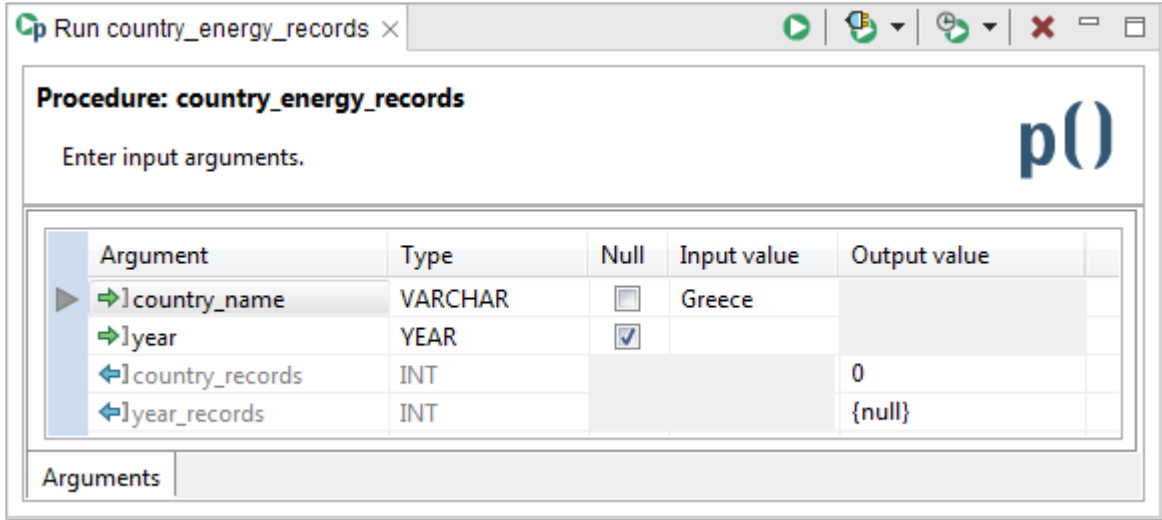 Run country_energy_records
Procedure: country_energy_records
Enter input arguments.
p()
Argument Type Null Input value Output value
country_name VARCHAR Greece
year YEAR
country_records INT 0
year_records INT {null}
Arguments